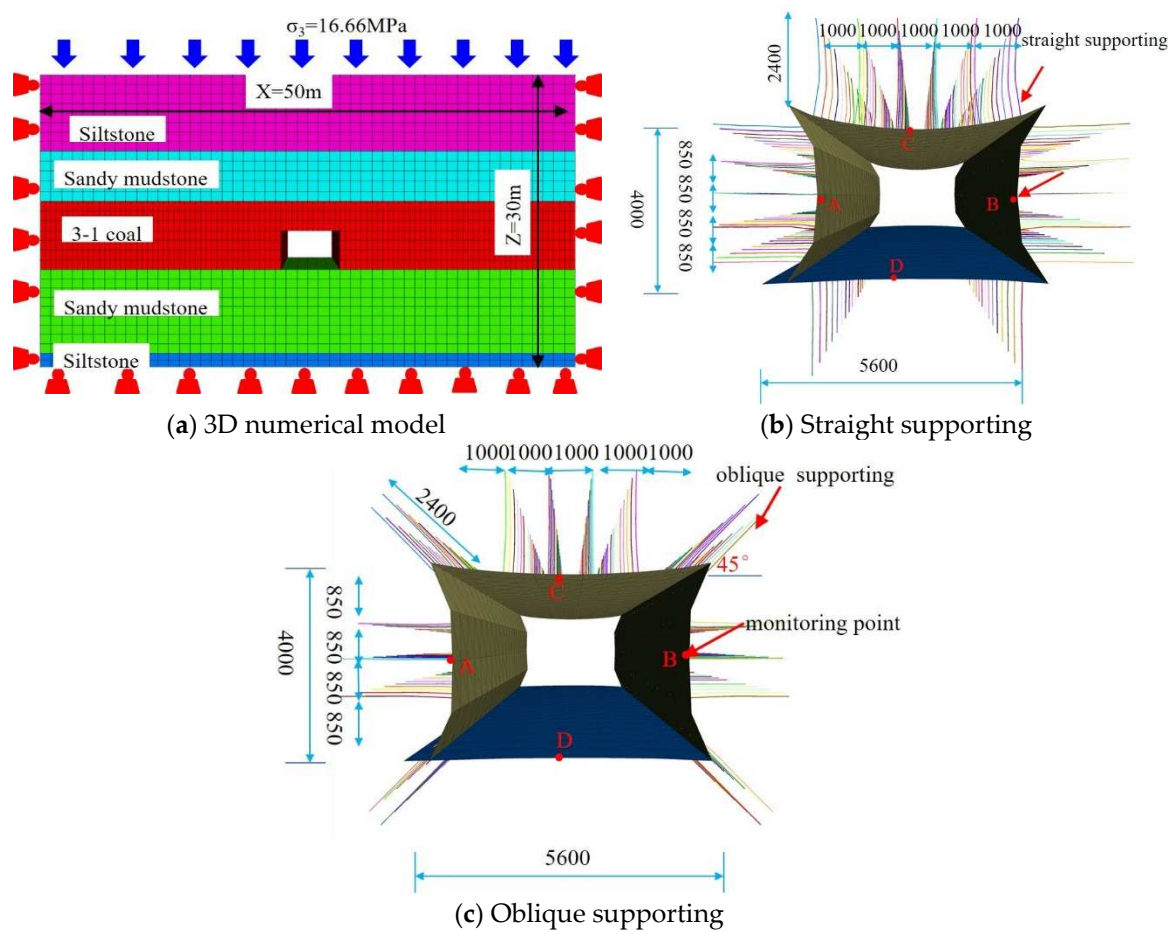 σ3=16.66MPa
X=50m
Siltstone
Sandy mudstone
Z=30m
3-1 coal
Sandy mudstone
Siltstone
(a) 3D numerical model
1000 1000 1000 1000 1000
straight supporting
2400
C
850
850
4000
A
B
850
850
D
5600
(b) Straight supporting
1000 1000 1000 1000 1000
oblique supporting
2400
45°
C
850
monitoring point
850
4000
A
B
850
850
D
5600
(c) Oblique supporting